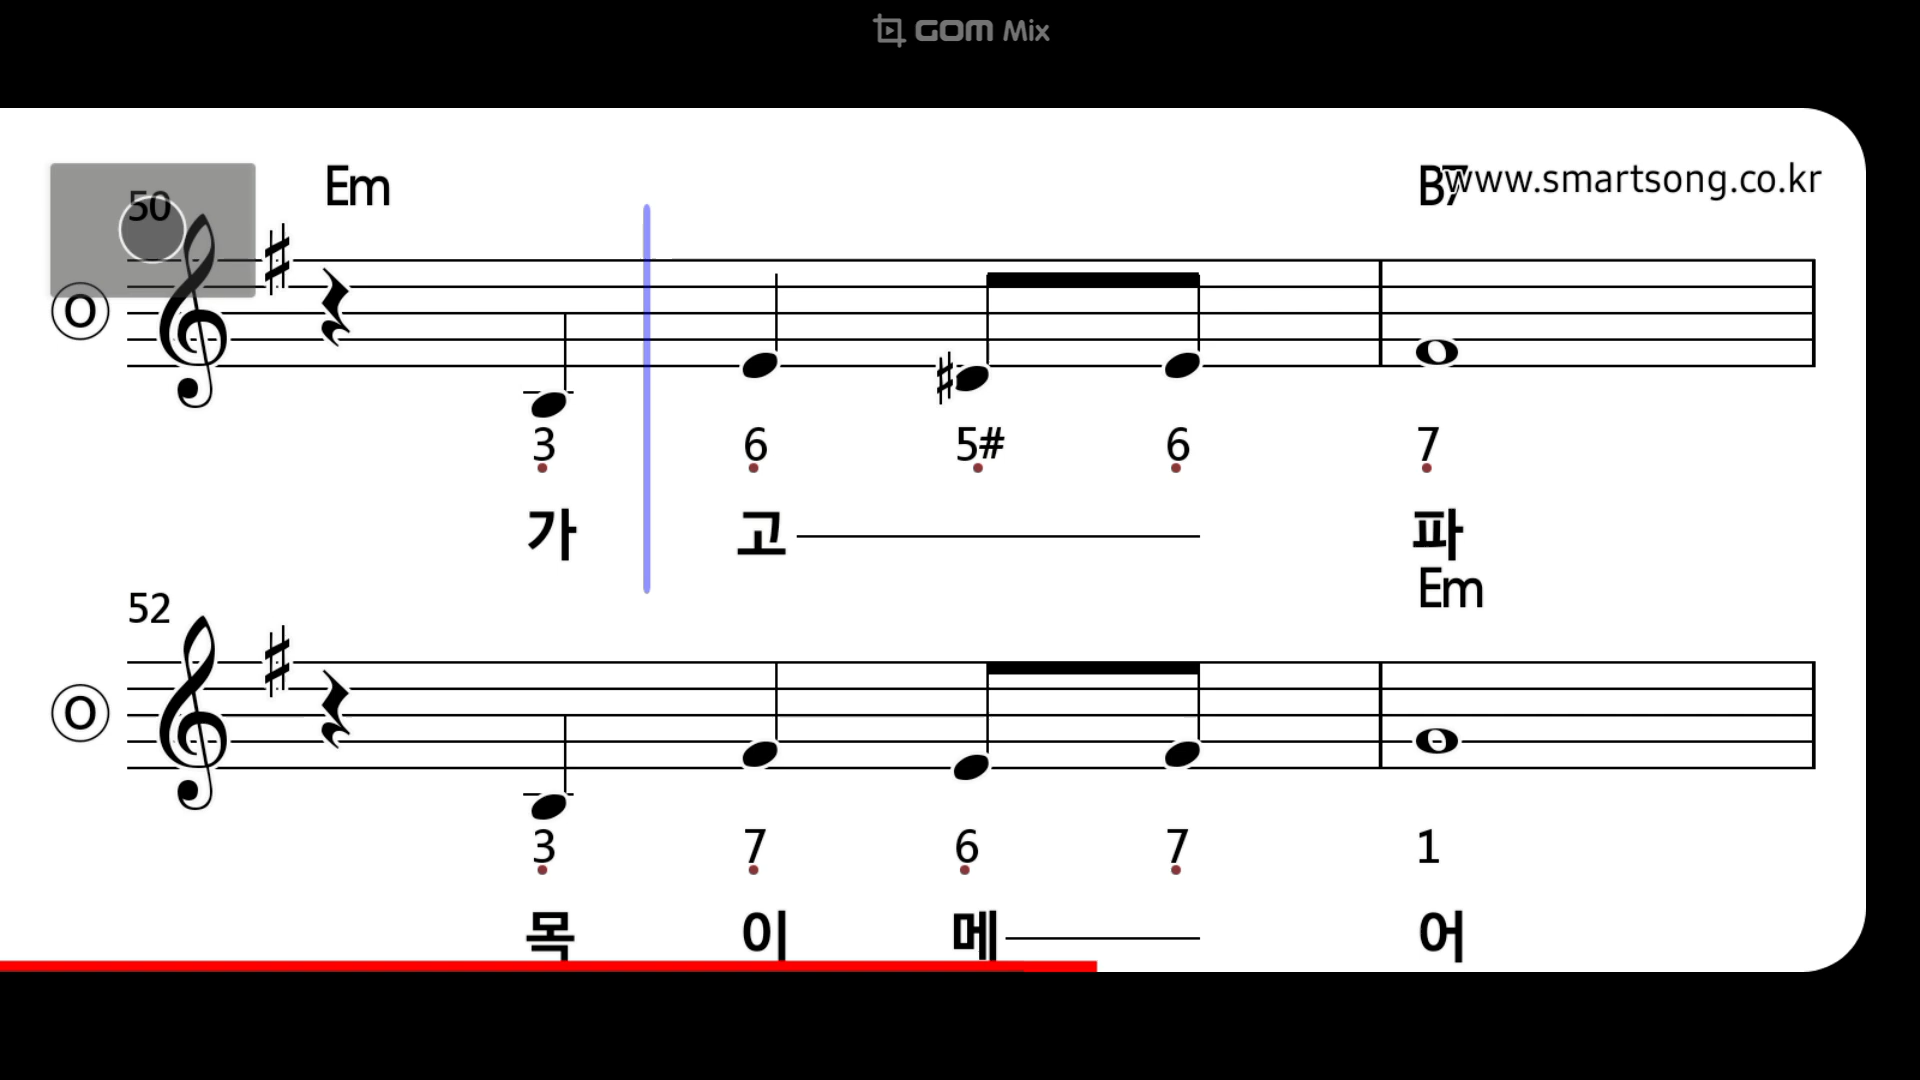 GOM Mix
50 Em B7 www.smartsong.co.kr
O
3 6 5# 6 7
가 고 파
52 Em
O
3 7 6 7 1
목 이 메 어